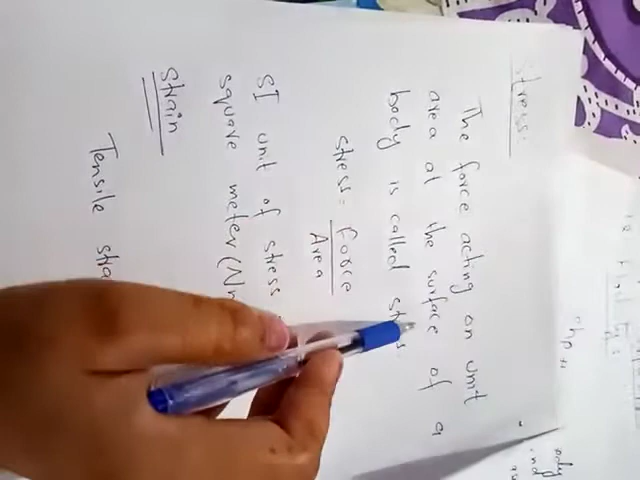 Stress:
The force acting on unit
area at the surface of a
body is called
Stress = Force
Area
SI unit of stress
square meter (Nm
Strain
Tensile